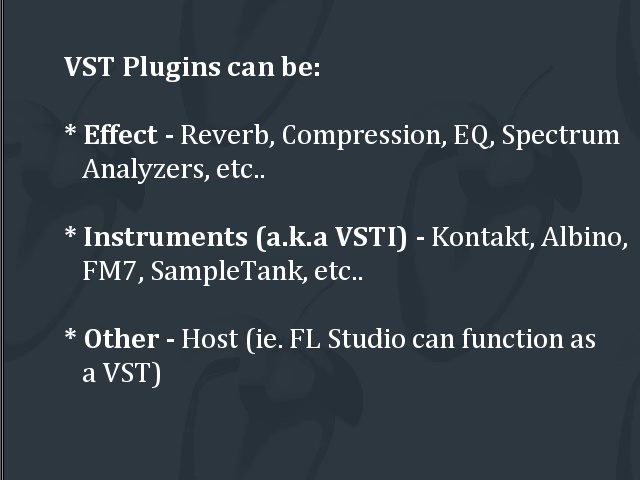 VST Plugins can be:
* Effect - Reverb, Compression, EQ, Spectrum
Analyzers, etc..
* Instruments (a.k.a VSTI) - Kontakt, Albino,
FM7, SampleTank, etc..
* Other - Host (ie. FL Studio can function as
a VST)